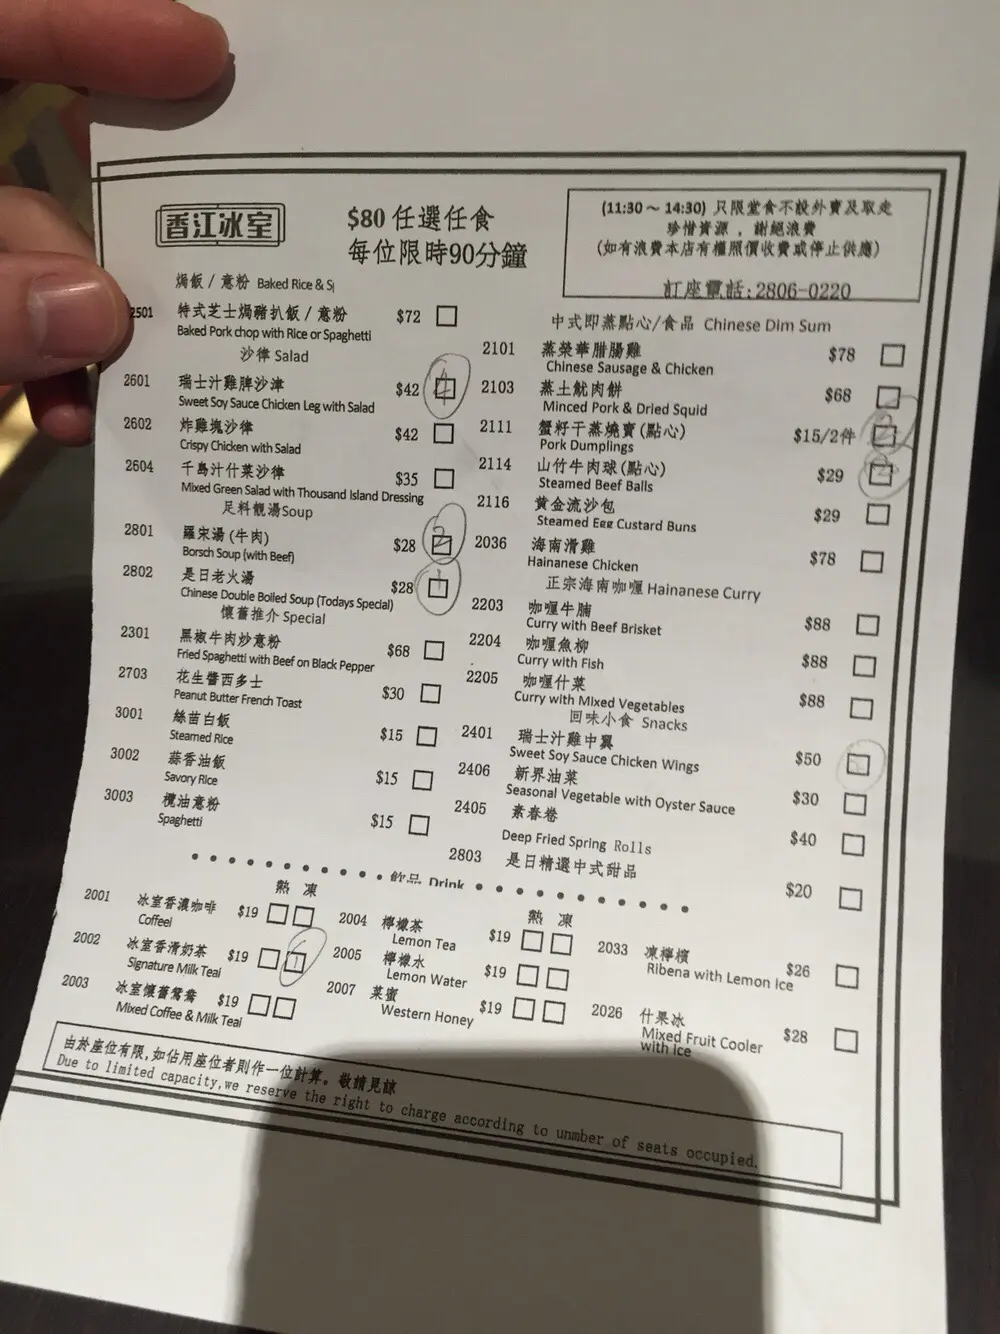 香江冰室
$80 任選任食
每位限時90分鐘
(11:30～14:30) 只限堂食不設外賣及取走
珍惜資源，謝絕浪費
(如有浪費本店有權照價收費或停止供應)
訂座電話:2806-0220
焗飯 / 意粉 Baked Rice & S
2501 特式芝士焗豬扒飯 / 意粉 $72
Baked Pork chop with Rice or Spaghetti
沙律 Salad
2601 瑞士汁雞脾沙津 $42
Sweet Soy Sauce Chicken Leg with Salad
2602 炸雞塊沙律 $42
Crispy Chicken with Salad
2604 千島汁什菜沙律 $35
Mixed Green Salad with Thousand Island Dressing
足料靚湯Soup
2801 羅宋湯 (牛肉) $28 2
Borsch Soup (with Beef)
2802 是日老火湯 $28 1
Chinese Double Boiled Soup (Todays Special)
懷舊推介 Special
2301 黑椒牛肉炒意粉 $68
Fried Spaghetti with Beef on Black Pepper
2703 花生醬西多士 $30
Peanut Butter French Toast
3001 絲苗白飯 $15
Steamed Rice
3002 蒜香油飯 $15
Savory Rice
3003 欖油意粉 $15
Spaghetti
中式即蒸點心/食品 Chinese Dim Sum
2101 蒸榮華腊腸雞 $78
Chinese Sausage & Chicken
2103 蒸土魷肉餅 $68
Minced Pork & Dried Squid
2111 蟹籽干蒸燒賣(點心) $15/2件 2
Pork Dumplings
2114 山竹牛肉球(點心) $29 2
Steamed Beef Balls
2116 黄金流沙包 $29
Steamed Egg Custard Buns
2036 海南滑雞 $78
Hainanese Chicken
正宗海南咖喱 Hainanese Curry
2203 咖喱牛腩 $88
Curry with Beef Brisket
2204 咖喱魚柳 $88
Curry with Fish
2205 咖喱什菜 $88
Curry with Mixed Vegetables
回味小食 Snacks
2401 瑞士汁雞中翼 $50
Sweet Soy Sauce Chicken Wings
2406 新界油菜 $30
Seasonal Vegetable with Oyster Sauce
2405 素春卷 $40
Deep Fried Spring Rolls
2803 是日精選中式甜品 $20
飲品 Drink
熱 凍
2001 冰室香濃咖啡 $19
Coffeel
2002 冰室香滑奶茶 $19 1
Signature Milk Teal
2003 冰室懷舊鴛鴦 $19
Mixed Coffee & Milk Teal
熱 凍
2004 檸檬茶 $19
Lemon Tea
2005 檸檬水 $19
Lemon Water
2007 菜蜜 $19
Western Honey
2033 凍檸檳 $26
Ribena with Lemon Ice
2026 什果冰 $28
Mixed Fruit Cooler
with Ice
由於座位有限,如佔用座位者則作一位計算。敬請見諒
Due to limited capacity,we reserve the right to charge according to unmber of seats occupied.